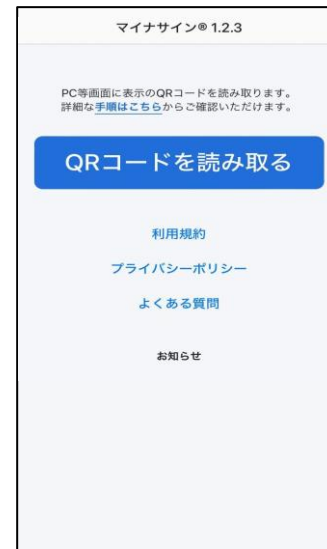 マイナサイン® 1.2.3
PC等画面に表示のQRコードを読み取ります。
詳細な手順はこちらからご確認いただけます。
QRコードを読み取る
利用規約
プライバシーポリシー
よくある質問
お知らせ